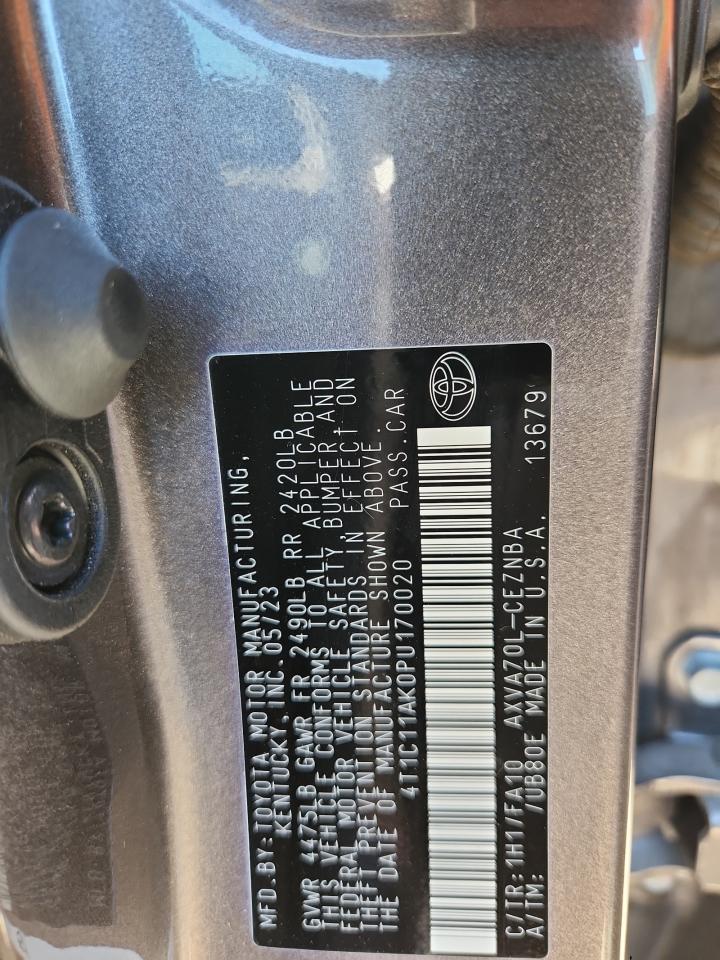 MFD.BY:TOYOTA MOTOR MANUFACTURING,
KENTUCKY, INC. 05/23
GVWR 4475LB GAWR FR 2490LB RR 2420LB
THIS VEHICLE CONFORMS TO ALL APPLICABLE
FEDERAL MOTOR VEHICLE SAFETY,BUMPER AND
THEFT PREVENTION STANDARDS IN EFFECT ON
THE DATE OF MANUFACTURE SHOWN ABOVE.
4T1C11AK0PU170020 PASS.CAR
C/TR:1H1/FA10 AXVA70L-CEZNBA
A/TM: /UB80E MADE IN U.S.A. 13679